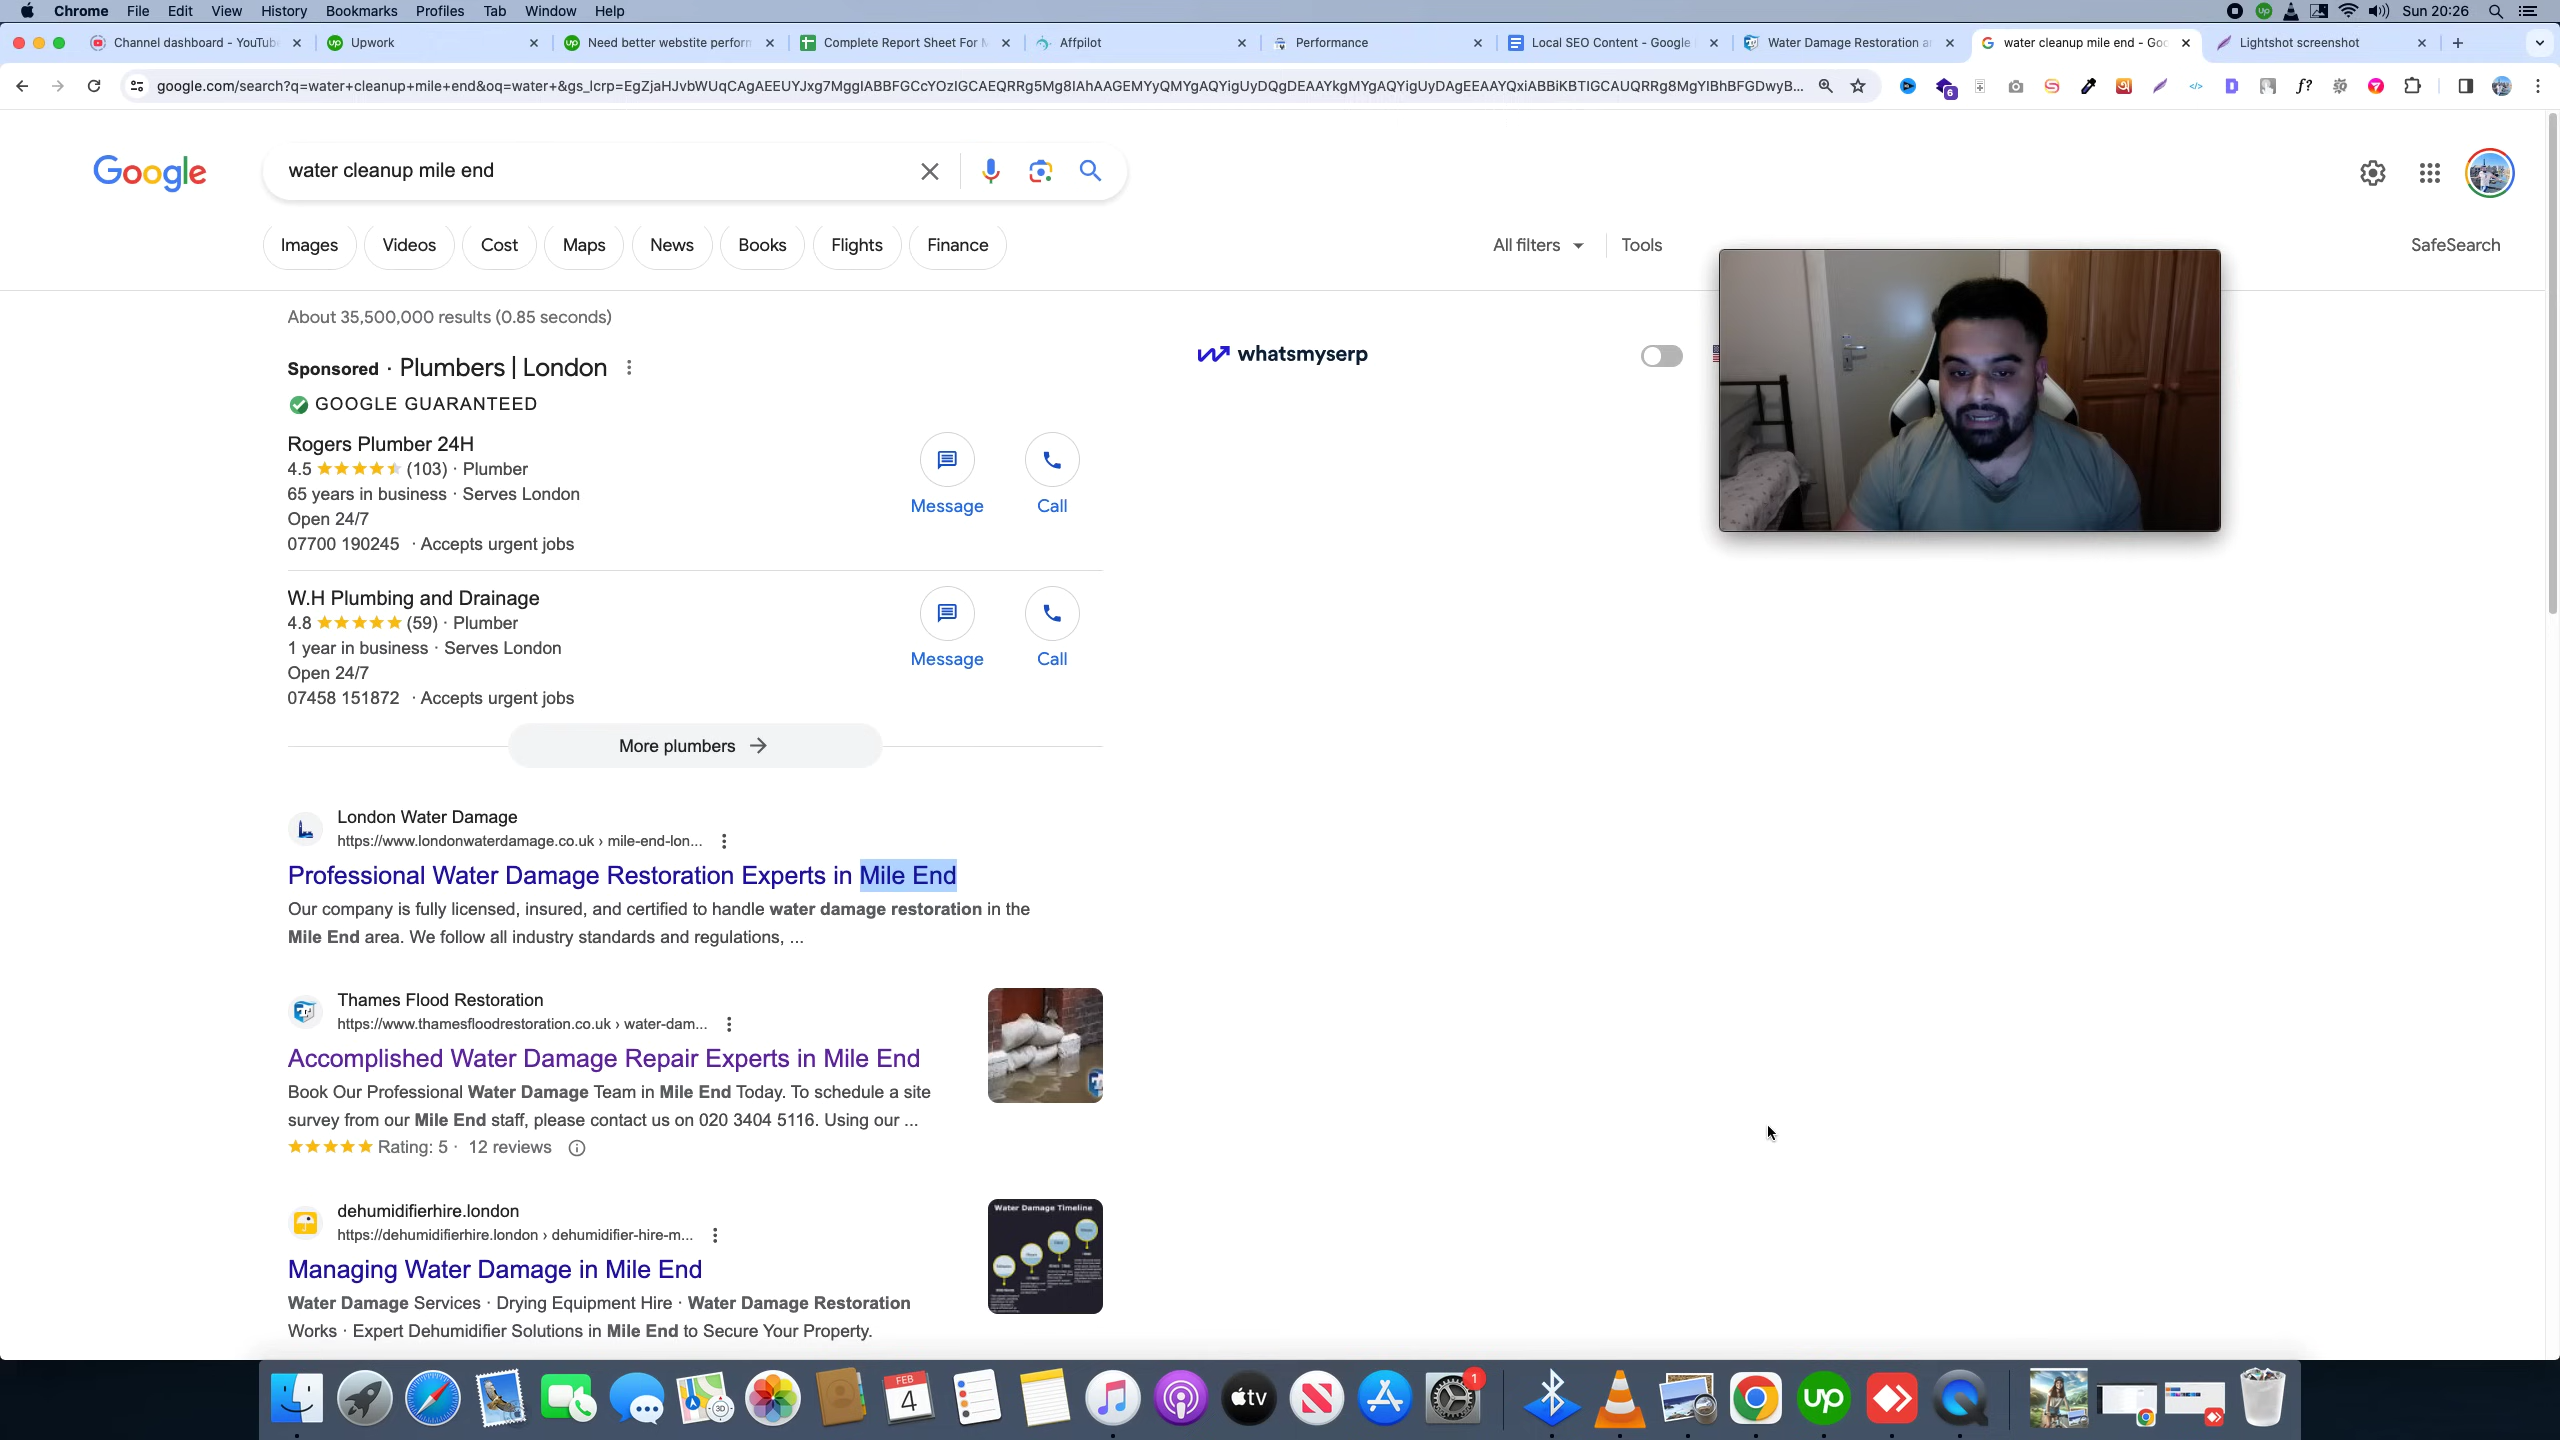 Chrome File Edit View History Bookmarks Profiles Tab Window Help
Sun 20:26
Channel dashboard - YouTub
Upwork
Need better webstite perforn
Complete Report Sheet For
Affpilot
Performance
Local SEO Content - Google
Water Damage Restoration a
water cleanup mile end - Goo
Lightshot screenshot
google.com/search?q=water+cleanup+mile+end&oq=water+&gs_lcrp=
Google
water cleanup mile end
Images Videos Cost Maps News Books Flights Finance
All filters Tools
SafeSearch
About 35,500,000 results (0.85 seconds)
whatsmyserp
Sponsored · Plumbers | London
GOOGLE GUARANTEED
Rogers Plumber 24H
4.5 (103) · Plumber
65 years in business · Serves London
Open 24/7
07700 190245 · Accepts urgent jobs
Message Call
W.H Plumbing and Drainage
4.8 (59) · Plumber
1 year in business · Serves London
Open 24/7
07458 151872 · Accepts urgent jobs
Message Call
More plumbers
London Water Damage
https://www.londonwaterdamage.co.uk › mile-end-lon...
Professional Water Damage Restoration Experts in Mile End
Our company is fully licensed, insured, and certified to handle water damage restoration in the
Mile End area. We follow all industry standards and regulations, ...
Thames Flood Restoration
https://www.thamesfloodrestoration.co.uk › water-dam...
Accomplished Water Damage Repair Experts in Mile End
Book Our Professional Water Damage Team in Mile End Today. To schedule a site
survey from our Mile End staff, please contact us on 020 3404 5116. Using our ...
Rating: 5 · 12 reviews
dehumidifierhire.london
https://dehumidifierhire.london › dehumidifier-hire-m...
Managing Water Damage in Mile End
Water Damage Services · Drying Equipment Hire · Water Damage Restoration
Works · Expert Dehumidifier Solutions in Mile End to Secure Your Property.
Water Damage Timeline
FEB
4
3D
tv
1
up